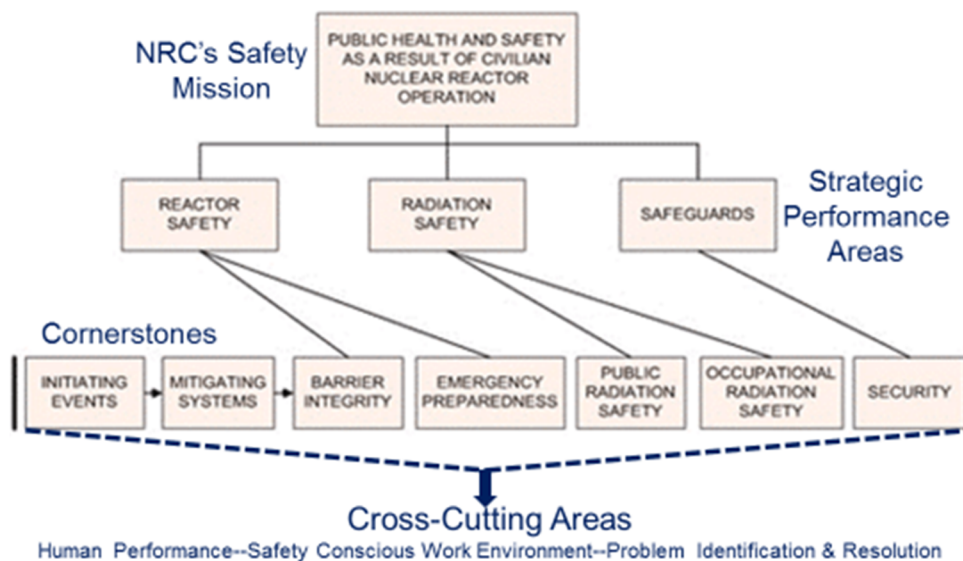 NRC's Safety
Mission
PUBLIC HEALTH AND SAFETY
AS A RESULT OF CIVILIAN
NUCLEAR REACTOR
OPERATION
REACTOR
SAFETY
RADIATION
SAFETY
SAFEGUARDS
Strategic
Performance
Areas
Cornerstones
INITIATING
EVENTS
MITIGATING
SYSTEMS
BARRIER
INTEGRITY
EMERGENCY
PREPAREDNESS
PUBLIC
RADIATION
SAFETY
OCCUPATIONAL
RADIATION
SAFETY
SECURITY
Cross-Cutting Areas
Human Performance--Safety Conscious Work Environment--Problem Identification & Resolution